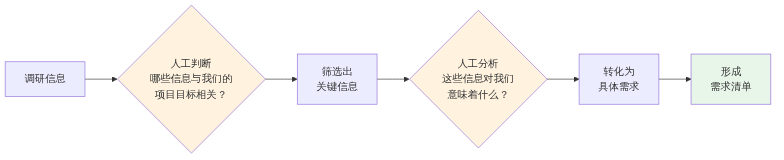 调研信息
人工判断
哪些信息与我们的
项目目标相关？
筛选出
关键信息
人工分析
这些信息对我们
意味着什么？
转化为
具体需求
形成
需求清单